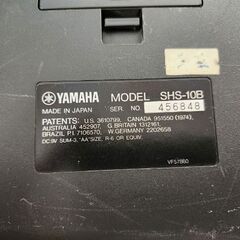 YAMAHA MODEL SHS-10B
MADE IN JAPAN SER. NO. 456848
PATENTS: U.S. 3610799, CANADA 951550 (1974),
AUSTRALIA 452907, G.BRITAIN 1312161,
BRAZIL P.I. 7106570, W.GERMANY 2202658
DC 9V SUM-3, "AA" SIZE, R-6 OR EQUIV.
VF57860